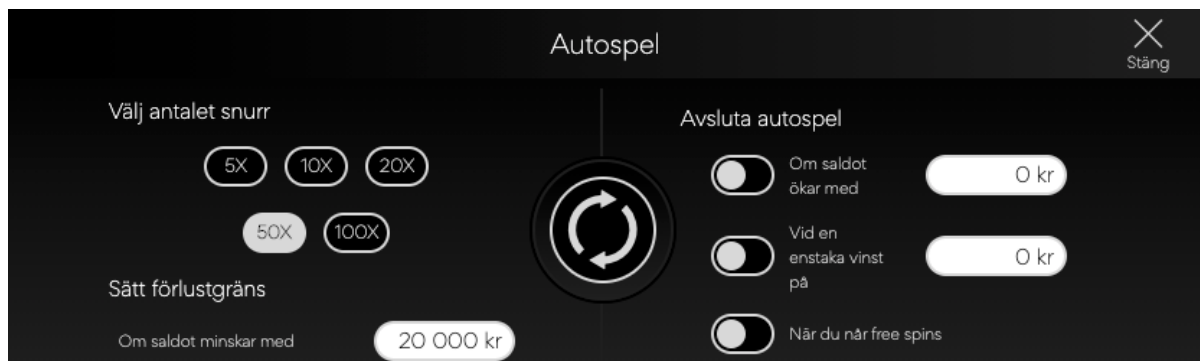 Autospel
Stäng
Välj antalet snurr
5X 10X 20X
50X 100X
Sätt förlustgräns
Om saldot minskar med 20 000 kr
Avsluta autospel
Om saldot
ökar med
0 kr
Vid en
enstaka vinst
på
0 kr
När du når free spins